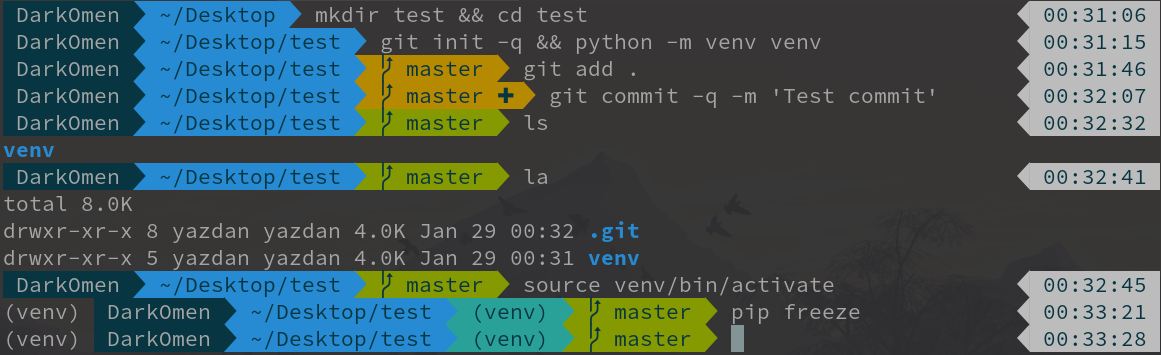 DarkOmen ~/Desktop mkdir test && cd test 00:31:06
DarkOmen ~/Desktop/test git init -q && python -m venv venv 00:31:15
DarkOmen ~/Desktop/test master git add . 00:31:46
DarkOmen ~/Desktop/test master ✚ git commit -q -m 'Test commit' 00:32:07
DarkOmen ~/Desktop/test master ls 00:32:32
venv
DarkOmen ~/Desktop/test master la 00:32:41
total 8.0K
drwxr-xr-x 8 yazdan yazdan 4.0K Jan 29 00:32 .git
drwxr-xr-x 5 yazdan yazdan 4.0K Jan 29 00:31 venv
DarkOmen ~/Desktop/test master source venv/bin/activate 00:32:45
(venv) DarkOmen ~/Desktop/test (venv) master pip freeze 00:33:21
(venv) DarkOmen ~/Desktop/test (venv) master 00:33:28